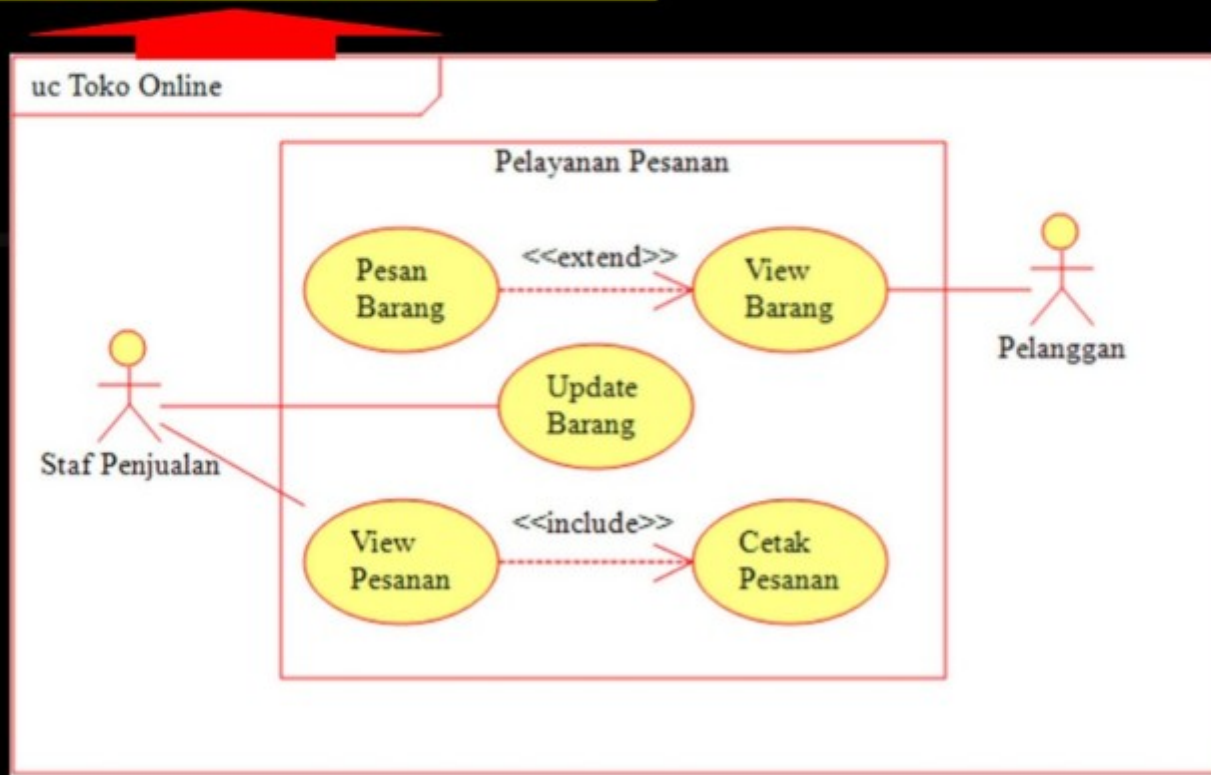 uc Toko Online
Pelayanan Pesanan
Pesan
Barang
<<extend>>
View
Barang
Pelanggan
Update
Barang
Staf Penjualan
View
Pesanan
<<include>>
Cetak
Pesanan